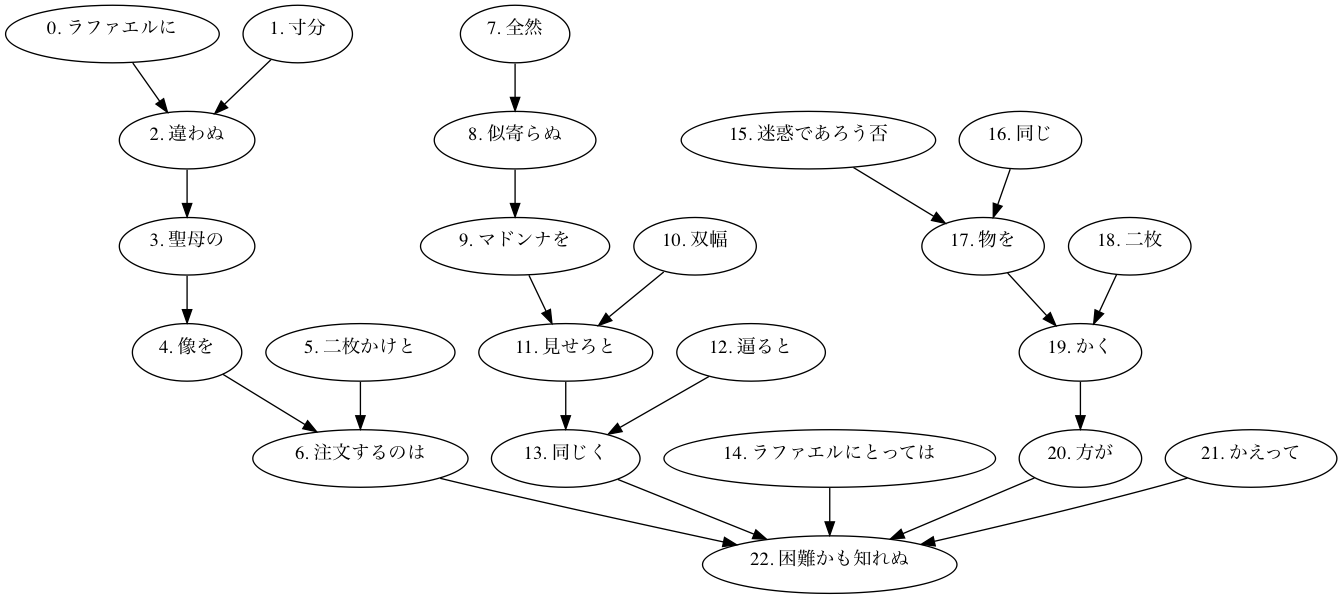 0. ラファエルに
1. 寸分
7. 全然
2. 違わぬ
8. 似寄らぬ
15. 迷惑であろう否
16. 同じ
3. 聖母の
9. マドンナを
10. 双幅
17. 物を
18. 二枚
4. 像を
5. 二枚かけと
11. 見せろと
12. 逼ると
19. かく
6. 注文するのは
13. 同じく
14. ラファエルにとっては
20. 方が
21. かえって
22. 困難かも知れぬ